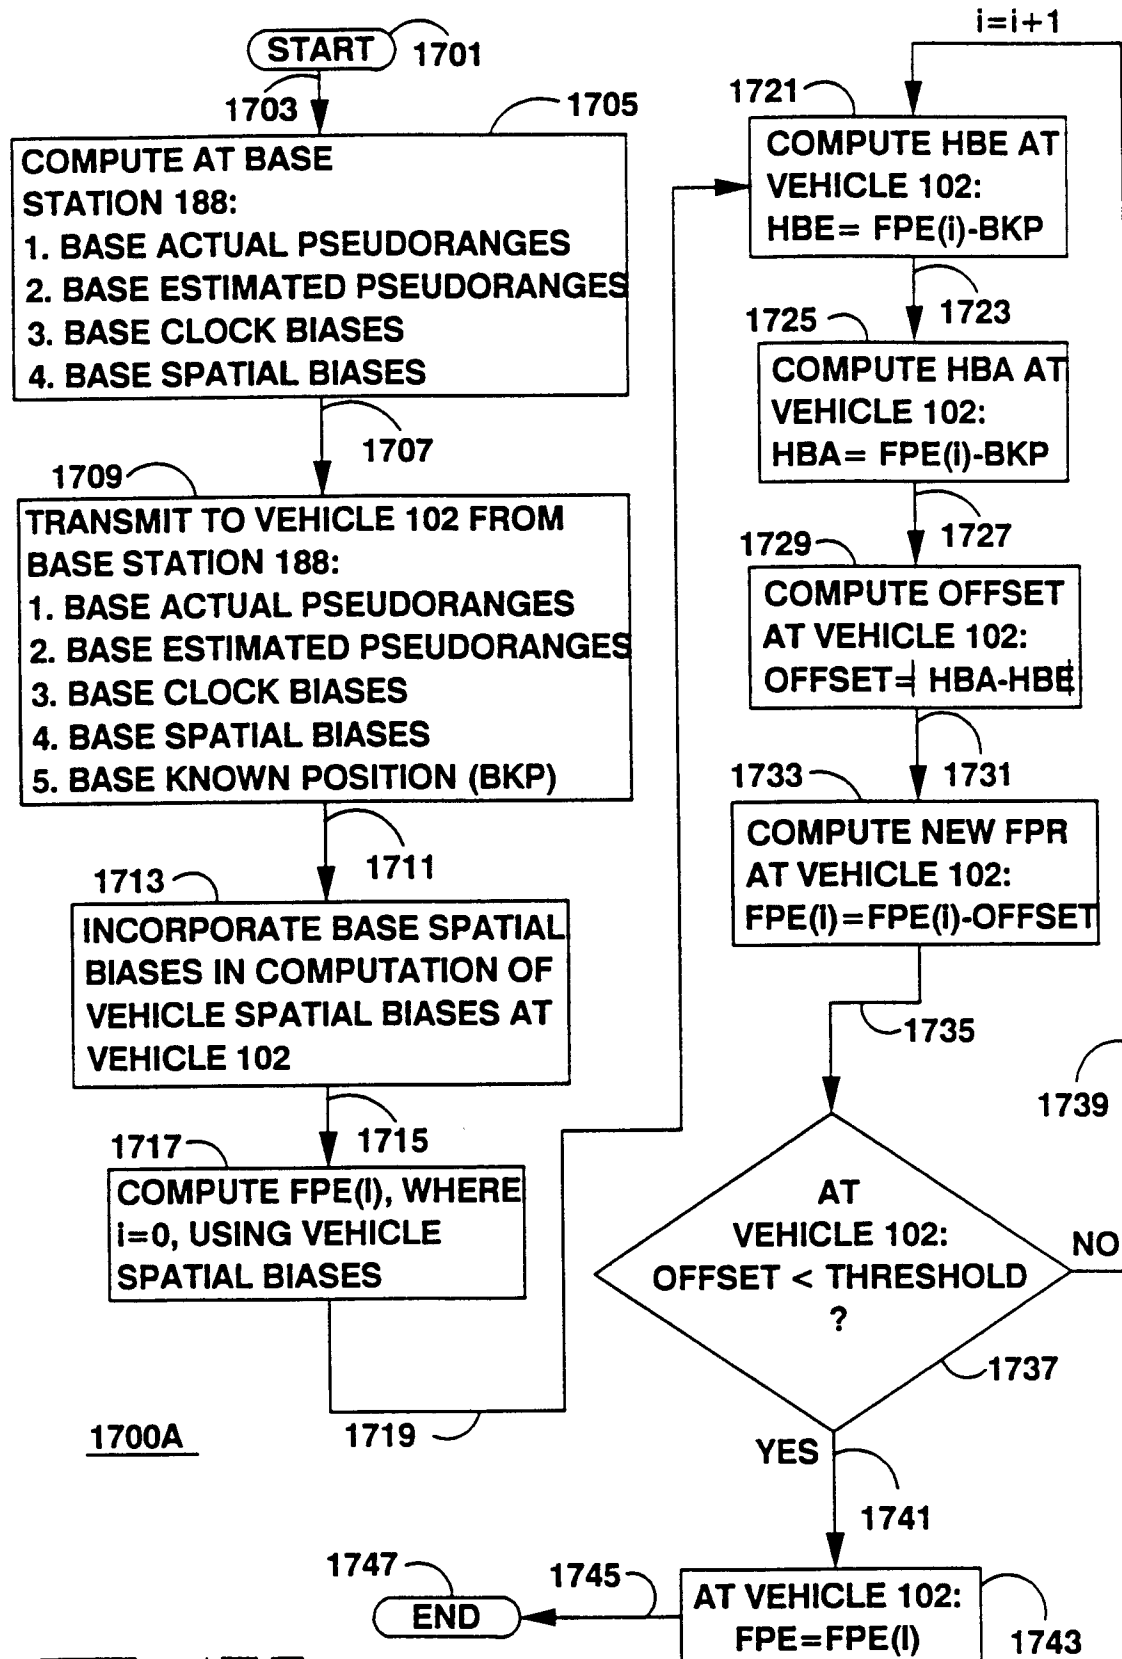 START
1701
1703
1705
COMPUTE AT BASE
STATION 188:
1. BASE ACTUAL PSEUDORANGES
2. BASE ESTIMATED PSEUDORANGES
3. BASE CLOCK BIASES
4. BASE SPATIAL BIASES
1707
1709
TRANSMIT TO VEHICLE 102 FROM
BASE STATION 188:
1. BASE ACTUAL PSEUDORANGES
2. BASE ESTIMATED PSEUDORANGES
3. BASE CLOCK BIASES
4. BASE SPATIAL BIASES
5. BASE KNOWN POSITION (BKP)
1711
1713
INCORPORATE BASE SPATIAL
BIASES IN COMPUTATION OF
VEHICLE SPATIAL BIASES AT
VEHICLE 102
1715
1717
COMPUTE FPE(I), WHERE
i=0, USING VEHICLE
SPATIAL BIASES
1719
1700A
i=i+1
1721
COMPUTE HBE AT
VEHICLE 102:
HBE= FPE(i)-BKP
1723
1725
COMPUTE HBA AT
VEHICLE 102:
HBA= FPE(i)-BKP
1727
1729
COMPUTE OFFSET
AT VEHICLE 102:
OFFSET=| HBA-HBE|
1731
1733
COMPUTE NEW FPR
AT VEHICLE 102:
FPE(I)=FPE(i)-OFFSET
1735
1739
AT
VEHICLE 102:
OFFSET < THRESHOLD
?
NO
1737
YES
1741
AT VEHICLE 102:
FPE=FPE(I)
1743
1745
1747
END